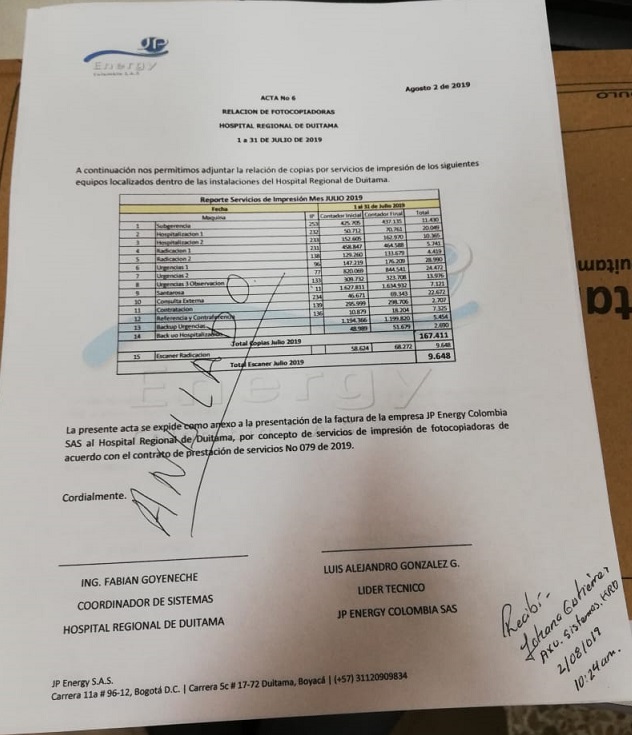 JP
Energy
Colombia S.A.S
Agosto 2 de 2019
ACTA No 6
RELACION DE FOTOCOPIADORAS
HOSPITAL REGIONAL DE DUITAMA
1 a 31 DE JULIO DE 2019
A continuación nos permitimos adjuntar la relación de copias por servicios de impresión de los siguientes
equipos localizados dentro de las instalaciones del Hospital Regional de Duitama.
Reporte Servicios de Impresión Mes JULIO 2019
Fecha 1 al 31 de Julio 2019
Maquina IP Contador Inicial Contador Final Total
1 Subgerencia 253 425.705 437.135 11.430
2 Hospitalizacion 1 232 50.712 70.761 20.049
3 Hospitalizacion 2 233 152.605 162.970 10.365
4 Radicacion 1 231 458.847 464.588 5.741
5 Radicacion 2 138 129.260 133.679 4.419
6 Urgencias 1 96 147.219 176.209 28.990
7 Urgencias 2 77 820.069 844.541 24.472
8 Urgencias 3 Observacion 133 309.732 323.708 13.976
9 Santarosa 13 1.627.811 1.634.932 7.121
10 Consulta Externa 234 46.671 69.343 22.672
11 Contratacion 139 295.999 298.706 2.707
12 Referencia y Contrareferencia 136 10.879 18.204 7.325
13 Backup Urgencias 1.194.366 1.199.820 5.454
14 Back up Hospitalizacion 48.989 51.679 2.690
Total Copias Julio 2019 167.411
15 Escaner Radicacion 58.624 68.272 9.648
Total Escaner Julio 2019 9.648
Energy
ANULADO
La presente acta se expide como anexo a la presentación de la factura de la empresa JP Energy Colombia
SAS al Hospital Regional de Duitama, por concepto de servicios de impresión de fotocopiadoras de
acuerdo con el contrato de prestación de servicios No 079 de 2019.
Cordialmente.
ING. FABIAN GOYENECHE
COORDINADOR DE SISTEMAS
HOSPITAL REGIONAL DE DUITAMA
LUIS ALEJANDRO GONZALEZ G.
LIDER TECNICO
JP ENERGY COLOMBIA SAS
Recibí-
Johana Gutierrez
Axu. Sistemas. HRD
2/08/019
10:24am.
JP Energy S.A.S.
Carrera 11a # 96-12, Bogotá D.C. | Carrera 5c # 17-72 Duitama, Boyacá | (+57) 31120909834